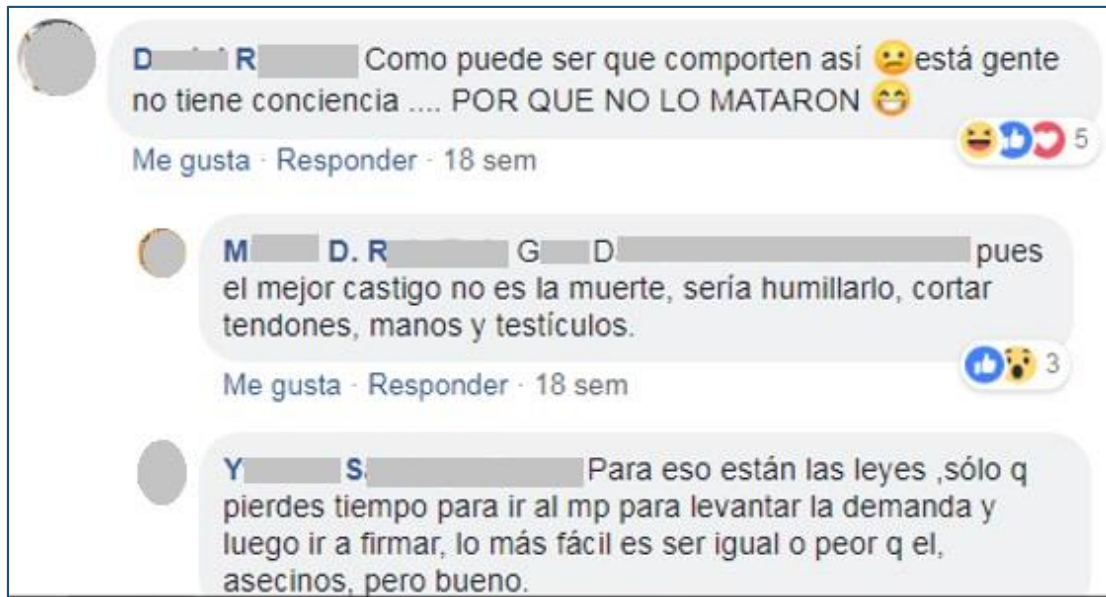 D R Como puede ser que comporten así está gente
no tiene conciencia .... POR QUE NO LO MATARON
5
Me gusta · Responder · 18 sem
M D. R G D pues
el mejor castigo no es la muerte, sería humillarlo, cortar
tendones, manos y testículos.
3
Me gusta · Responder · 18 sem
Y S Para eso están las leyes ,sólo q
pierdes tiempo para ir al mp para levantar la demanda y
luego ir a firmar, lo más fácil es ser igual o peor q el,
asecinos, pero bueno.